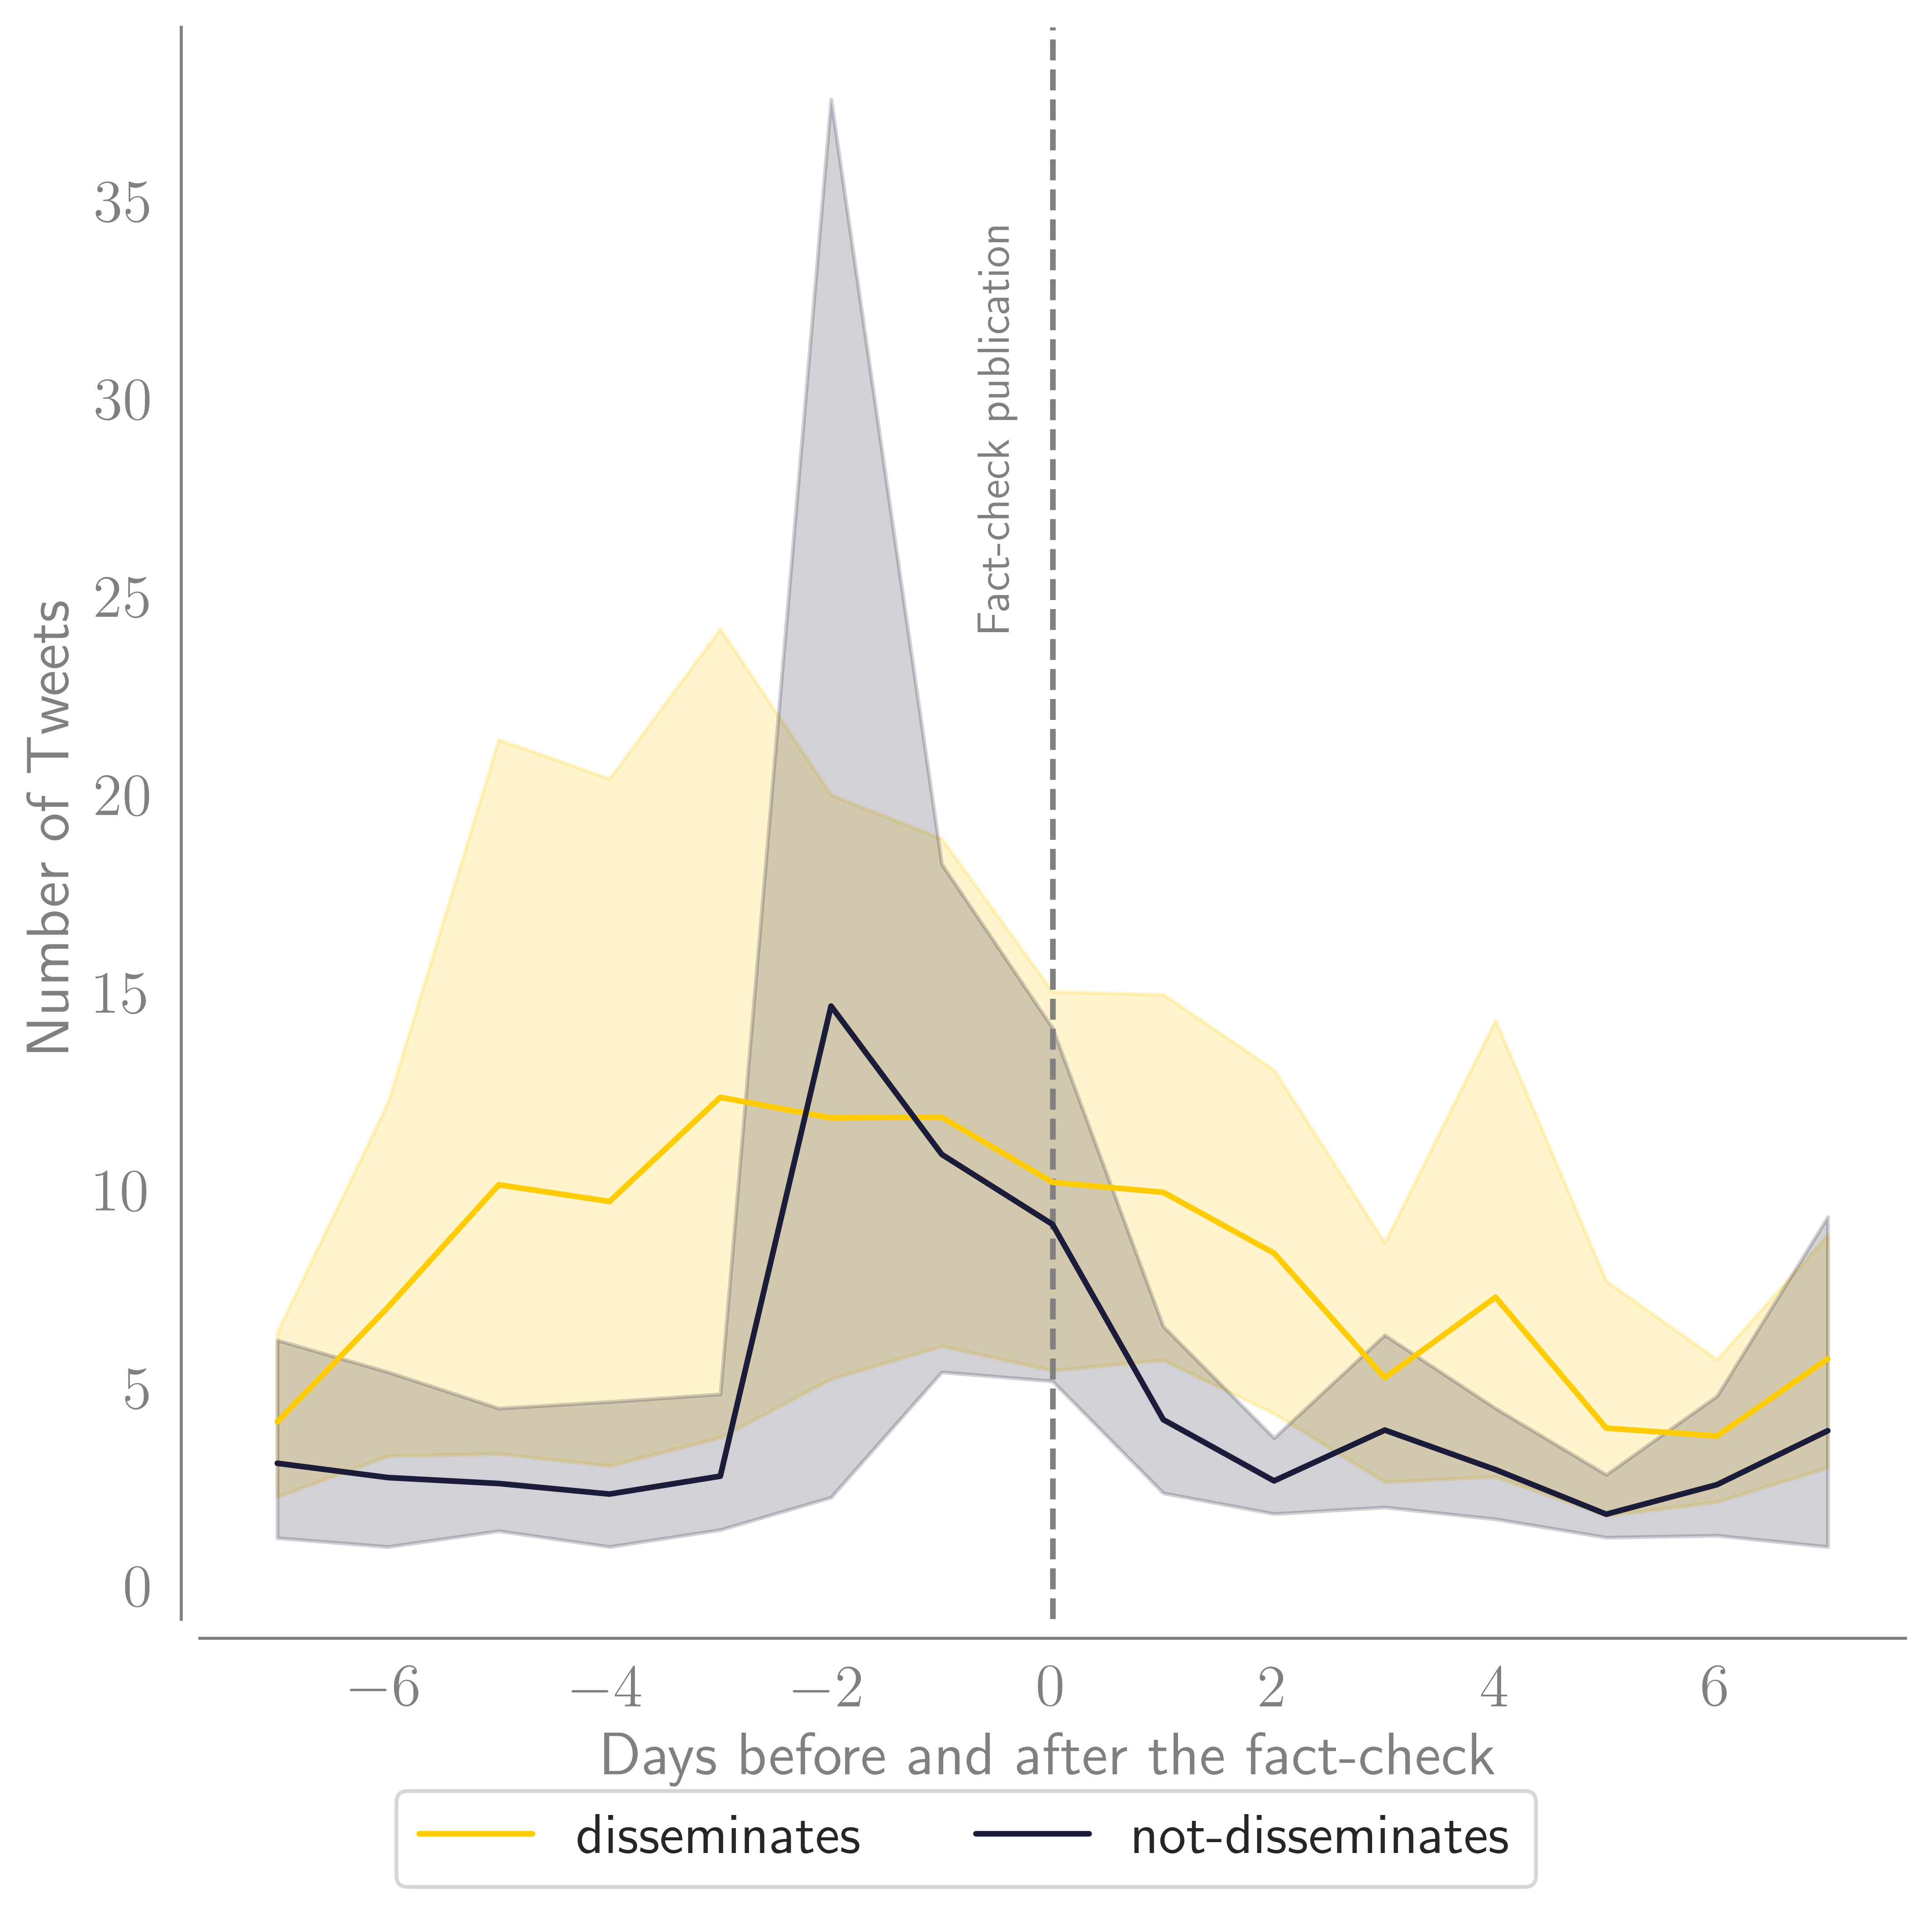 35
30
25
20
15
10
5
0
Number of Tweets
Fact-check publication
−6 −4 −2 0 2 4 6
Days before and after the fact-check
disseminates not-disseminates